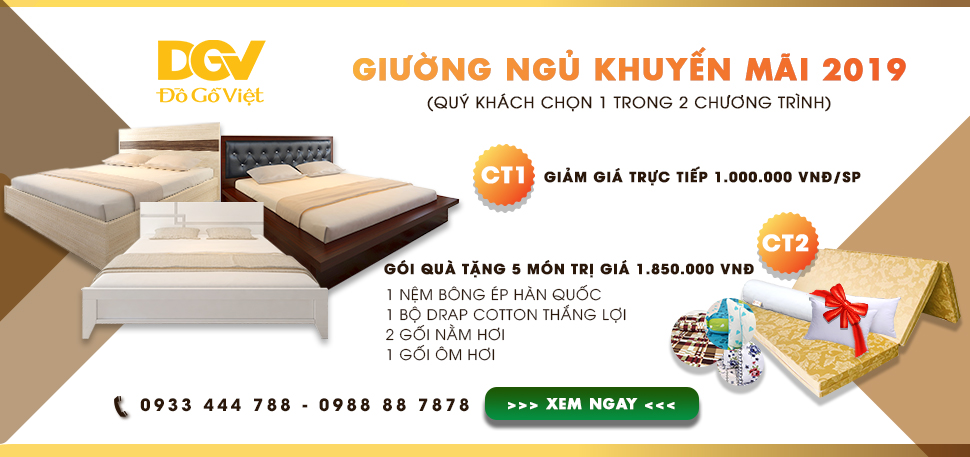 DGV
Đồ Gỗ Việt
GIƯỜNG NGỦ KHUYẾN MÃI 2019
(QUÝ KHÁCH CHỌN 1 TRONG 2 CHƯƠNG TRÌNH)
CT1
GIẢM GIÁ TRỰC TIẾP 1.000.000 VNĐ/SP
CT2
GÓI QUÀ TẶNG 5 MÓN TRỊ GIÁ 1.850.000 VNĐ
1 NỆM BÔNG ÉP HÀN QUỐC
1 BỘ DRAP COTTON THẮNG LỢI
2 GỐI NẰM HƠI
1 GỐI ÔM HƠI
0933 444 788 - 0988 88 7878
>>> XEM NGAY <<<